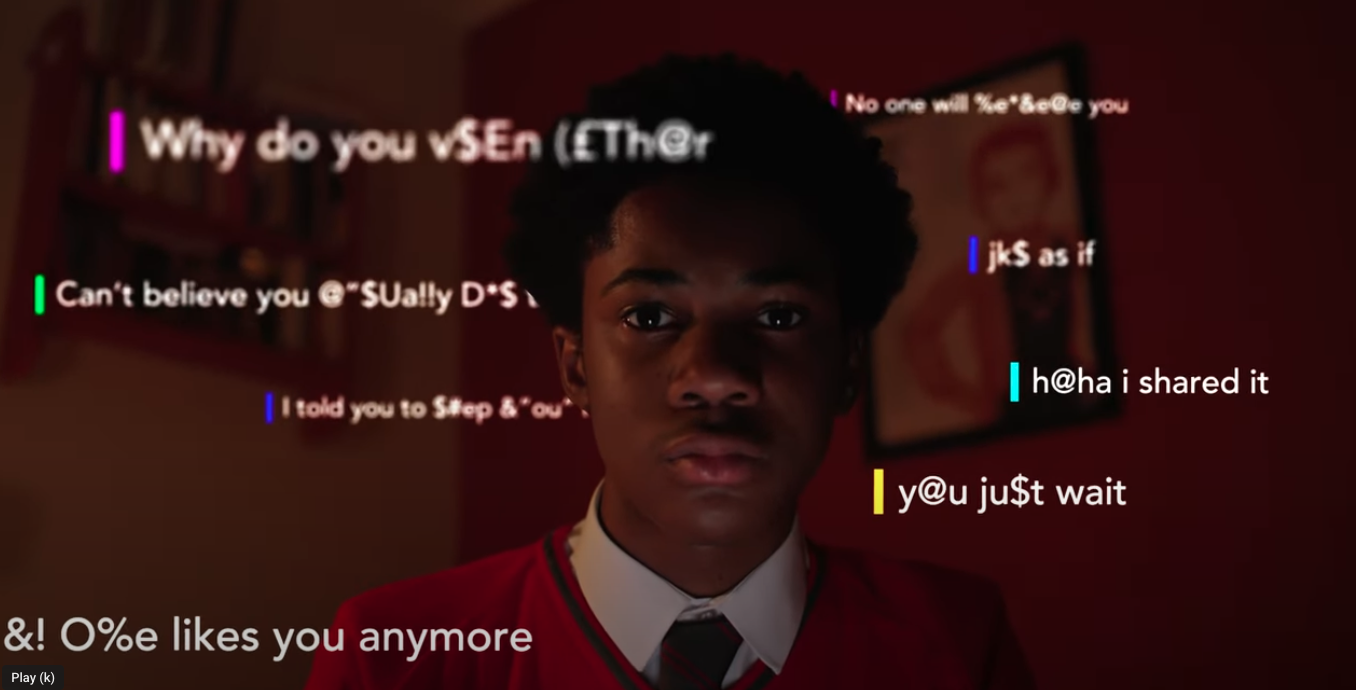 No one will %e*&e@e you
Why do you v$En (£Th@r
jk$ as if
Can't believe you @"$Ua!!y D*$
h@ha i shared it
I told you to $#ep &"ou"
y@u ju$t wait
&! O%e likes you anymore
Play (k)